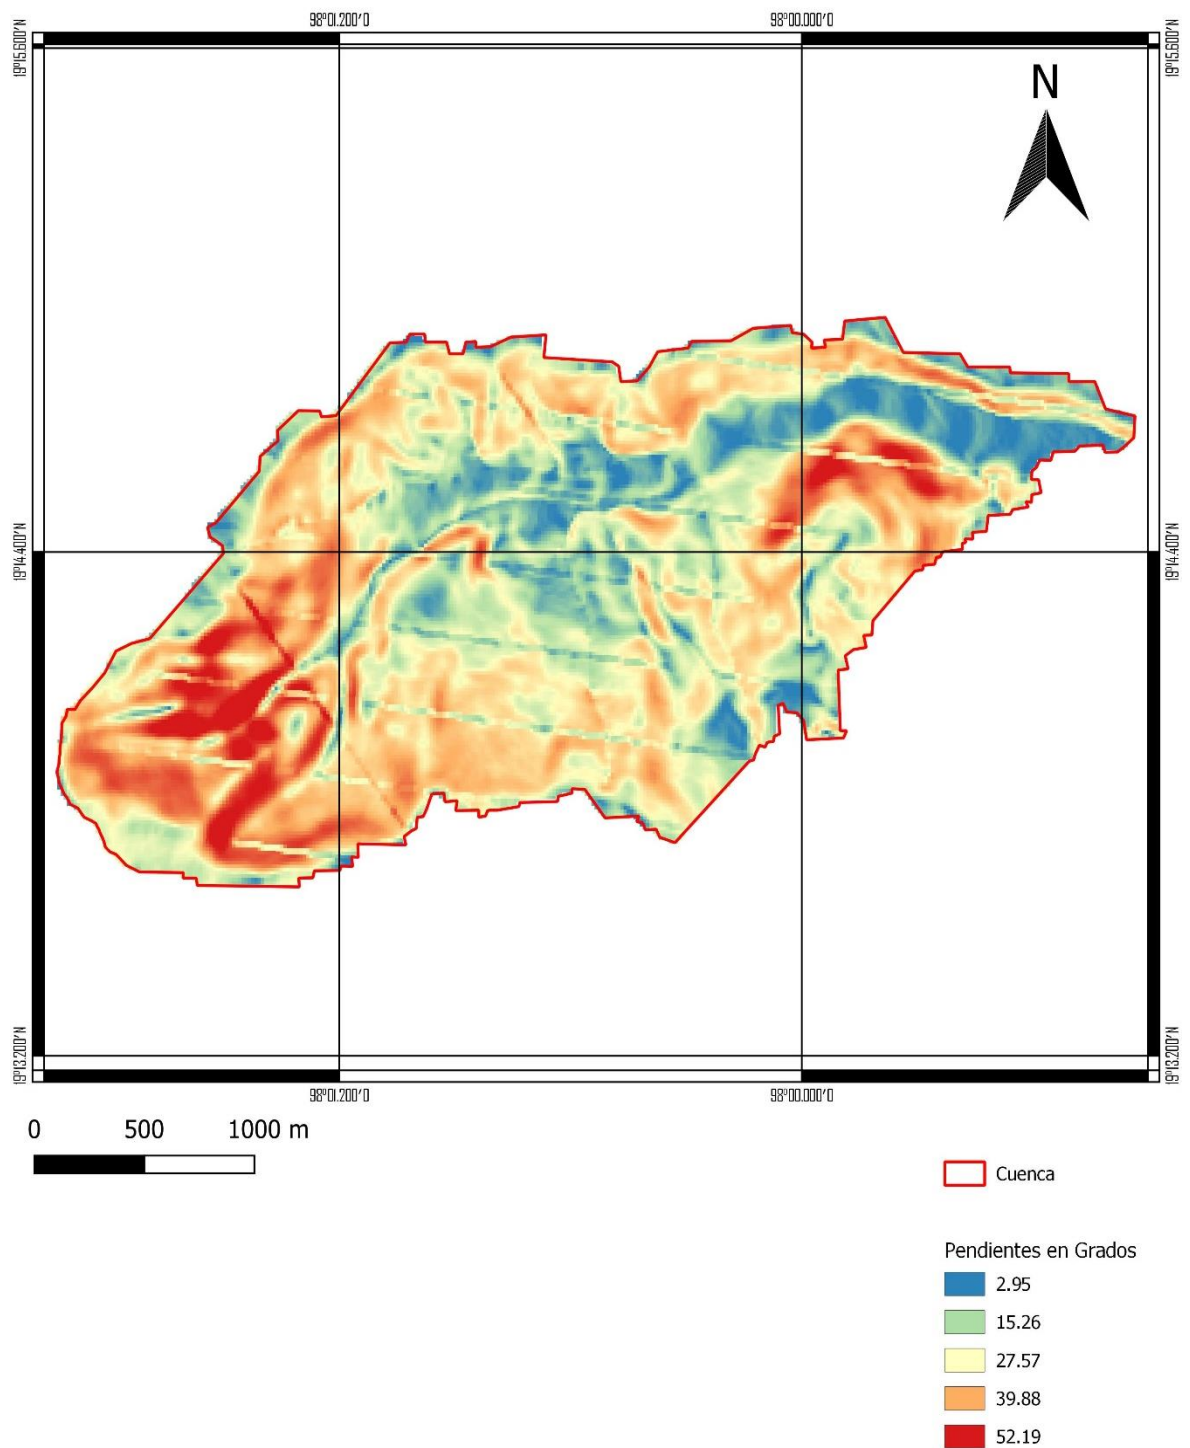 98°01.200'O 98°00.000'O
19°15.600'N 19°15.600'N
N
19°14.400'N 19°14.400'N
19°13.200'N 19°13.200'N
98°01.200'O 98°00.000'O
0 500 1000 m
Cuenca
Pendientes en Grados
2.95
15.26
27.57
39.88
52.19